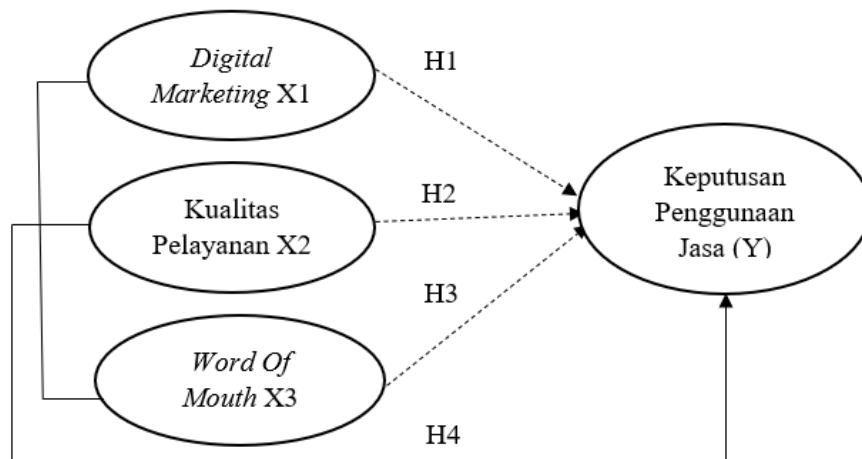 Digital
Marketing X1
H1
Kualitas
Pelayanan X2
H2
Word Of
Mouth X3
H3
H4
Keputusan
Penggunaan
Jasa (Y)